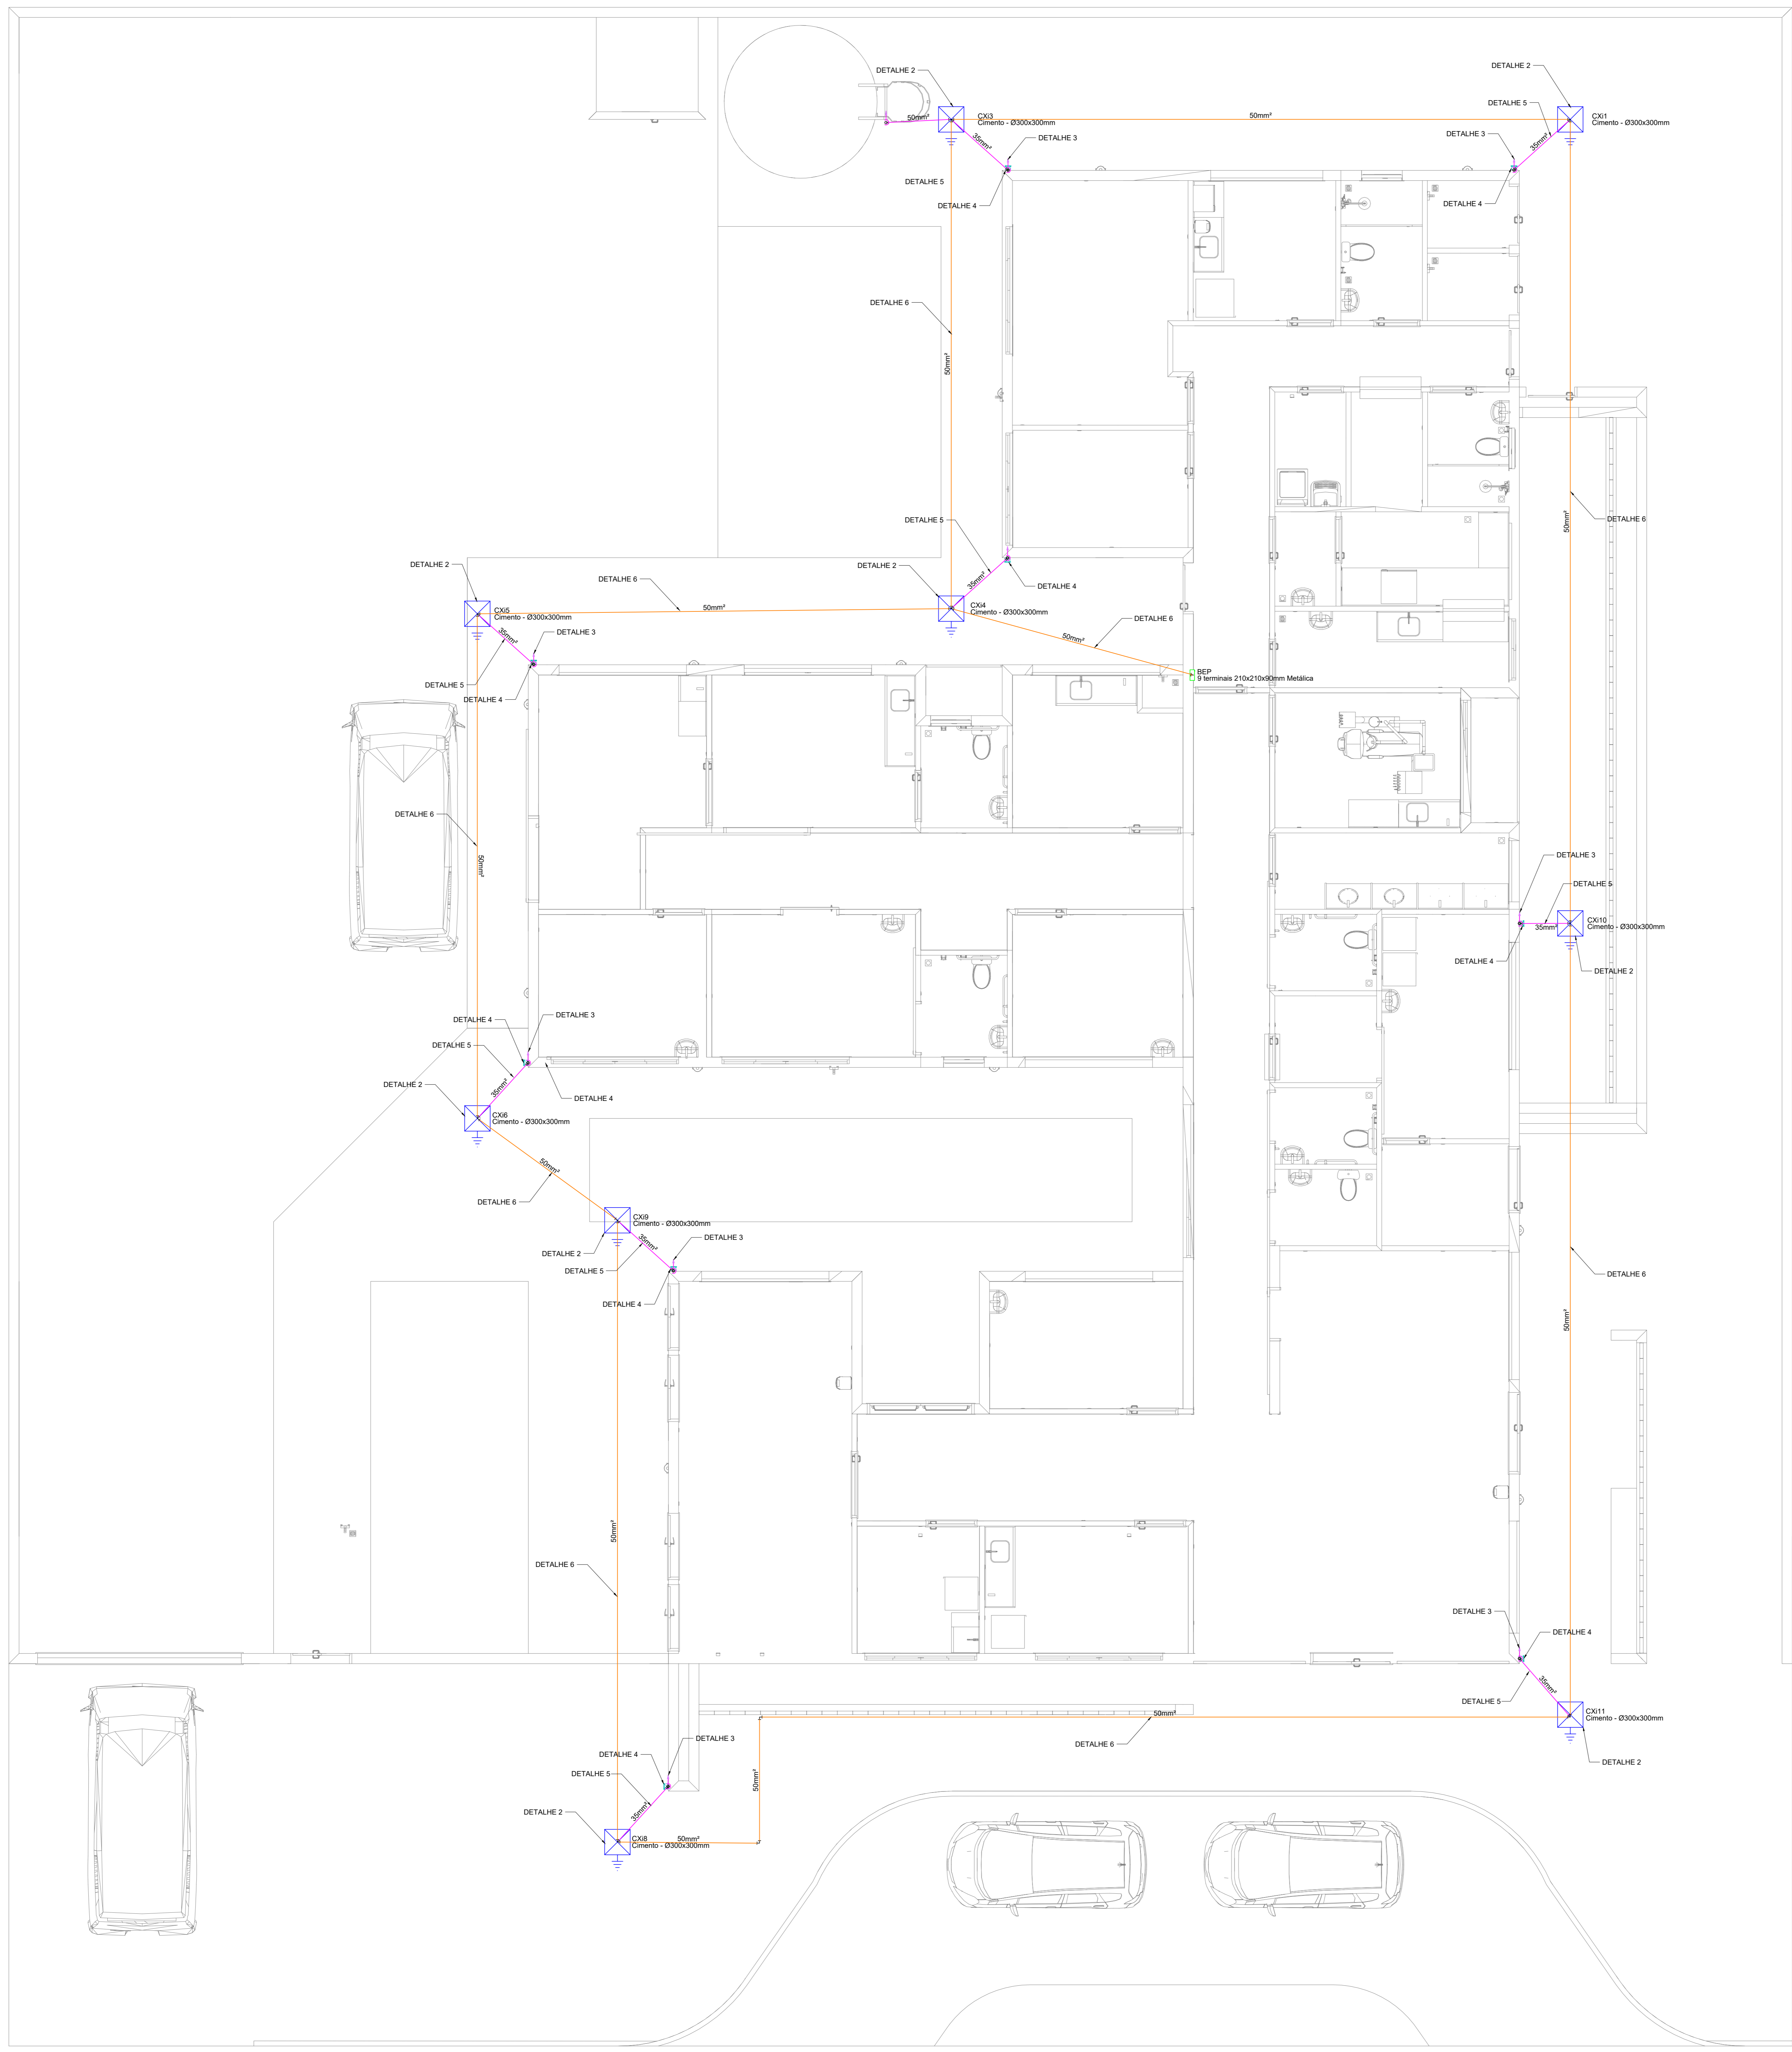 DETALHE 2
DETALHE 2
DETALHE 5
CXi3
Cimento - Ø300x300mm
50mm²
50mm²
CXi1
Cimento - Ø300x300mm
35mm²
DETALHE 3
35mm²
DETALHE 3
DETALHE 5
DETALHE 4
DETALHE 4
DETALHE 6
50mm²
DETALHE 5
50mm²
DETALHE 6
DETALHE 2
DETALHE 2
DETALHE 6
35mm²
DETALHE 4
50mm²
CXi5
Cimento - Ø300x300mm
CXi4
Cimento - Ø300x300mm
DETALHE 6
35mm²
DETALHE 3
50mm²
BEP
9 terminais 210x210x90mm Metálica
DETALHE 5
DETALHE 4
DETALHE 6
50mm²
DETALHE 3
DETALHE 5
CXi10
Cimento - Ø300x300mm
35mm²
DETALHE 4
DETALHE 2
DETALHE 4
DETALHE 3
DETALHE 5
35mm²
DETALHE 2
DETALHE 4
CXi6
Cimento - Ø300x300mm
50mm²
DETALHE 6
CXi9
Cimento - Ø300x300mm
35mm²
DETALHE 3
DETALHE 2
DETALHE 5
DETALHE 6
DETALHE 4
50mm²
50mm²
DETALHE 6
DETALHE 3
DETALHE 4
35mm²
DETALHE 5
50mm²
CXi11
Cimento - Ø300x300mm
DETALHE 3
DETALHE 6
DETALHE 4
DETALHE 2
DETALHE 5
50mm²
35mm²
DETALHE 2
CXi8
Cimento - Ø300x300mm
50mm²